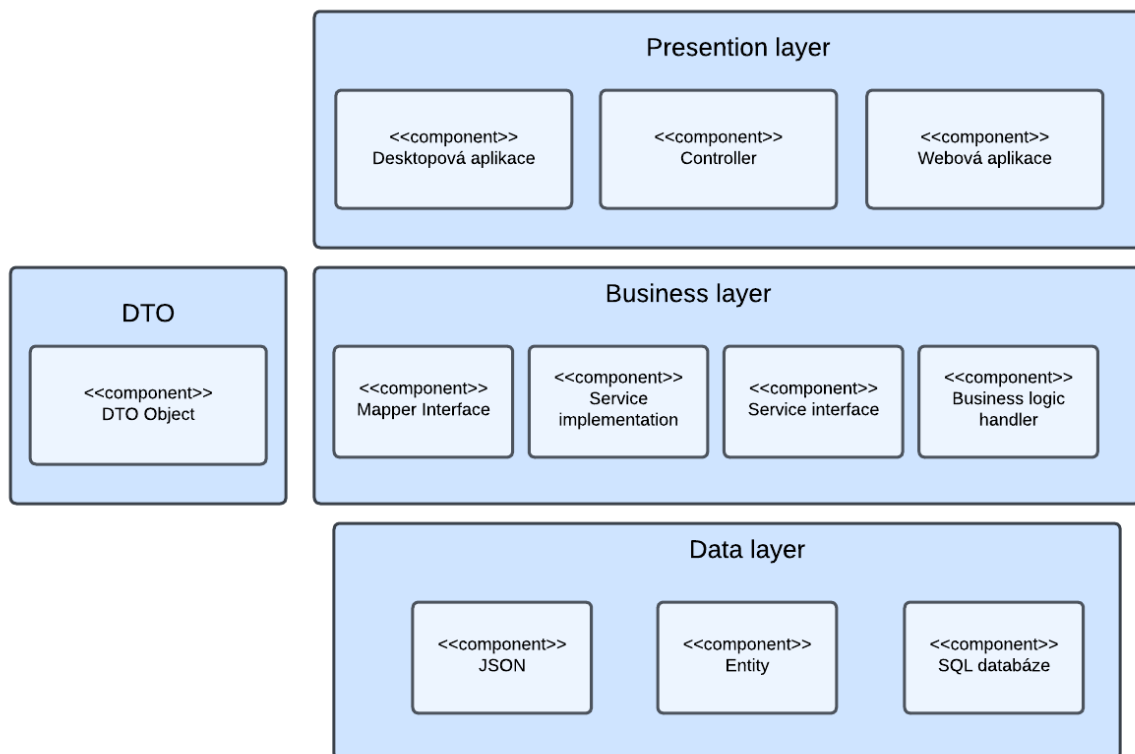 Presention layer
<<component>>
Desktopová aplikace
<<component>>
Controller
<<component>>
Webová aplikace
DTO
<<component>>
DTO Object
Business layer
<<component>>
Mapper Interface
<<component>>
Service
implementation
<<component>>
Service interface
<<component>>
Business logic
handler
Data layer
<<component>>
JSON
<<component>>
Entity
<<component>>
SQL databáze